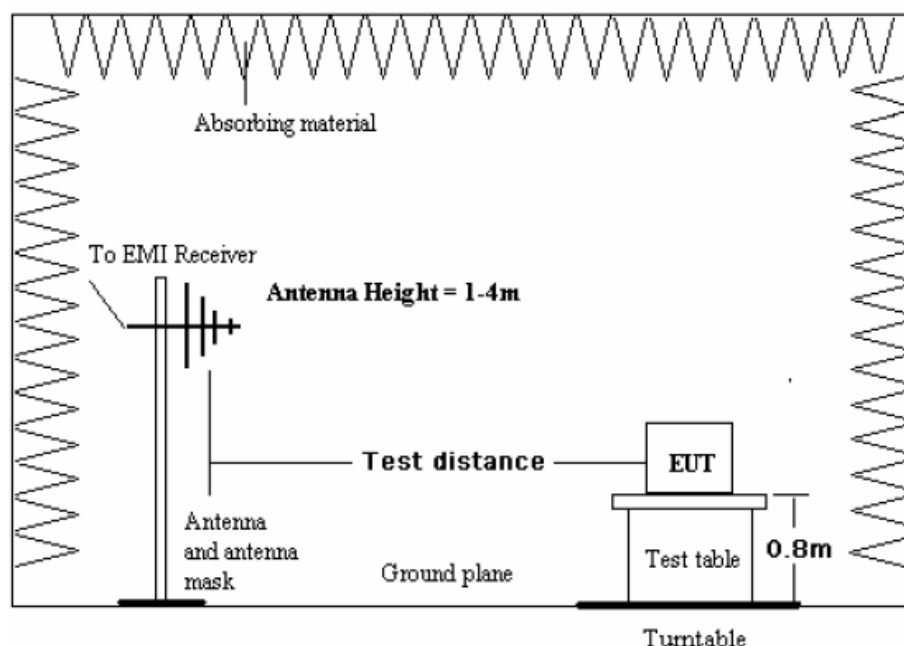 Absorbing material
To EMI Receiver
Antenna Height = 1-4m
Test distance
EUT
Antenna
and antenna
mask
Ground plane
Test table
0.8m
Turntable